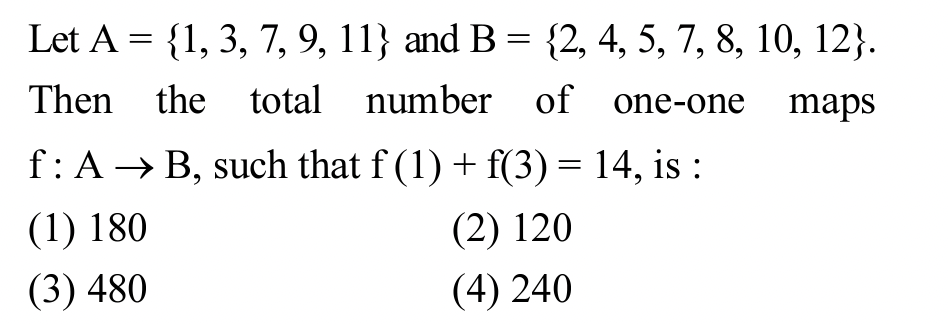 Let A = {1, 3, 7, 9, 11} and B = {2, 4, 5, 7, 8, 10, 12}.
Then the total number of one-one maps
f : A → B, such that f (1) + f(3) = 14, is :
(1) 180 (2) 120
(3) 480 (4) 240